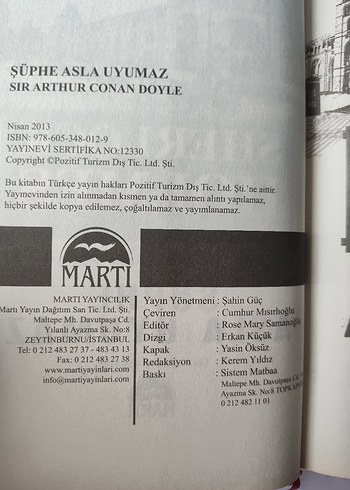 ŞÜPHE ASLA UYUMAZ
SIR ARTHUR CONAN DOYLE
Nisan 2013
ISBN: 978-605-348-012-9
YAYINEVİ SERTİFİKA NO:12330
Copyright ©Pozitif Turizm Dış Tic. Ltd. Şti.
Bu kitabın Türkçe yayın hakları Pozitif Turizm Dış Tic. Ltd. Şti.'ne aittir.
Yayınevinden izin alınmadan kısmen ya da tamamen alıntı yapılamaz,
hiçbir şekilde kopya edilemez, çoğaltılamaz ve yayımlanamaz.
MARTI
MARTI YAYINCILIK
Martı Yayın Dağıtım San Tic. Ltd. Şti.
Maltepe Mh. Davutpaşa Cd.
Yılanlı Ayazma Sk. No:8
ZEYTİNBURNU/İSTANBUL
Tel: 0 212 483 27 37 - 483 43 13
Fax: 0 212 483 27 38
www.martiyayinlari.com
info@martiyayinlari.com
Yayın Yönetmeni : Şahin Güç
Çeviren : Cumhur Mısırlıoğlu
Editör : Rose Mary Samanoğlu
Dizgi : Erkan Küçük
Kapak : Yasin Öksüz
Redaksiyon : Kerem Yıldız
Baskı : Sistem Matbaa
Maltepe Mh. Davutpaşa Cd.
Ayazma Sk. No:8
0 212 482 11 03